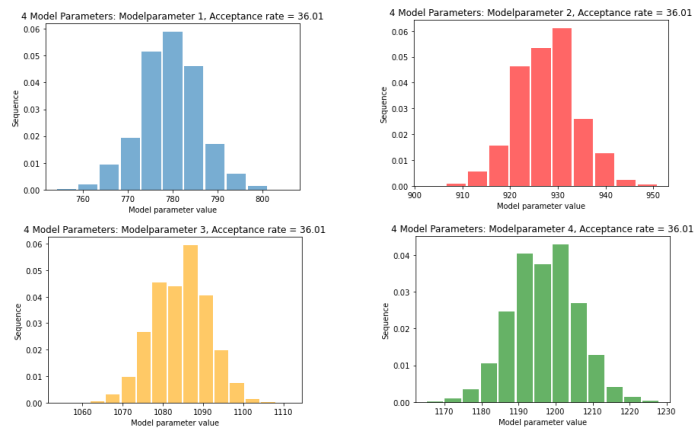 4 Model Parameters: Modelparameter 1, Acceptance rate = 36.01
0.06
0.05
0.04
0.03
0.02
0.01
0.00
Sequence
760 770 780 790 800
Model parameter value
4 Model Parameters: Modelparameter 2, Acceptance rate = 36.01
0.06
0.05
0.04
0.03
0.02
0.01
0.00
Sequence
900 910 920 930 940 950
Model parameter value
4 Model Parameters: Modelparameter 3, Acceptance rate = 36.01
0.06
0.05
0.04
0.03
0.02
0.01
0.00
Sequence
1060 1070 1080 1090 1100 1110
Model parameter value
4 Model Parameters: Modelparameter 4, Acceptance rate = 36.01
0.04
0.03
0.02
0.01
0.00
Sequence
1170 1180 1190 1200 1210 1220 1230
Model parameter value